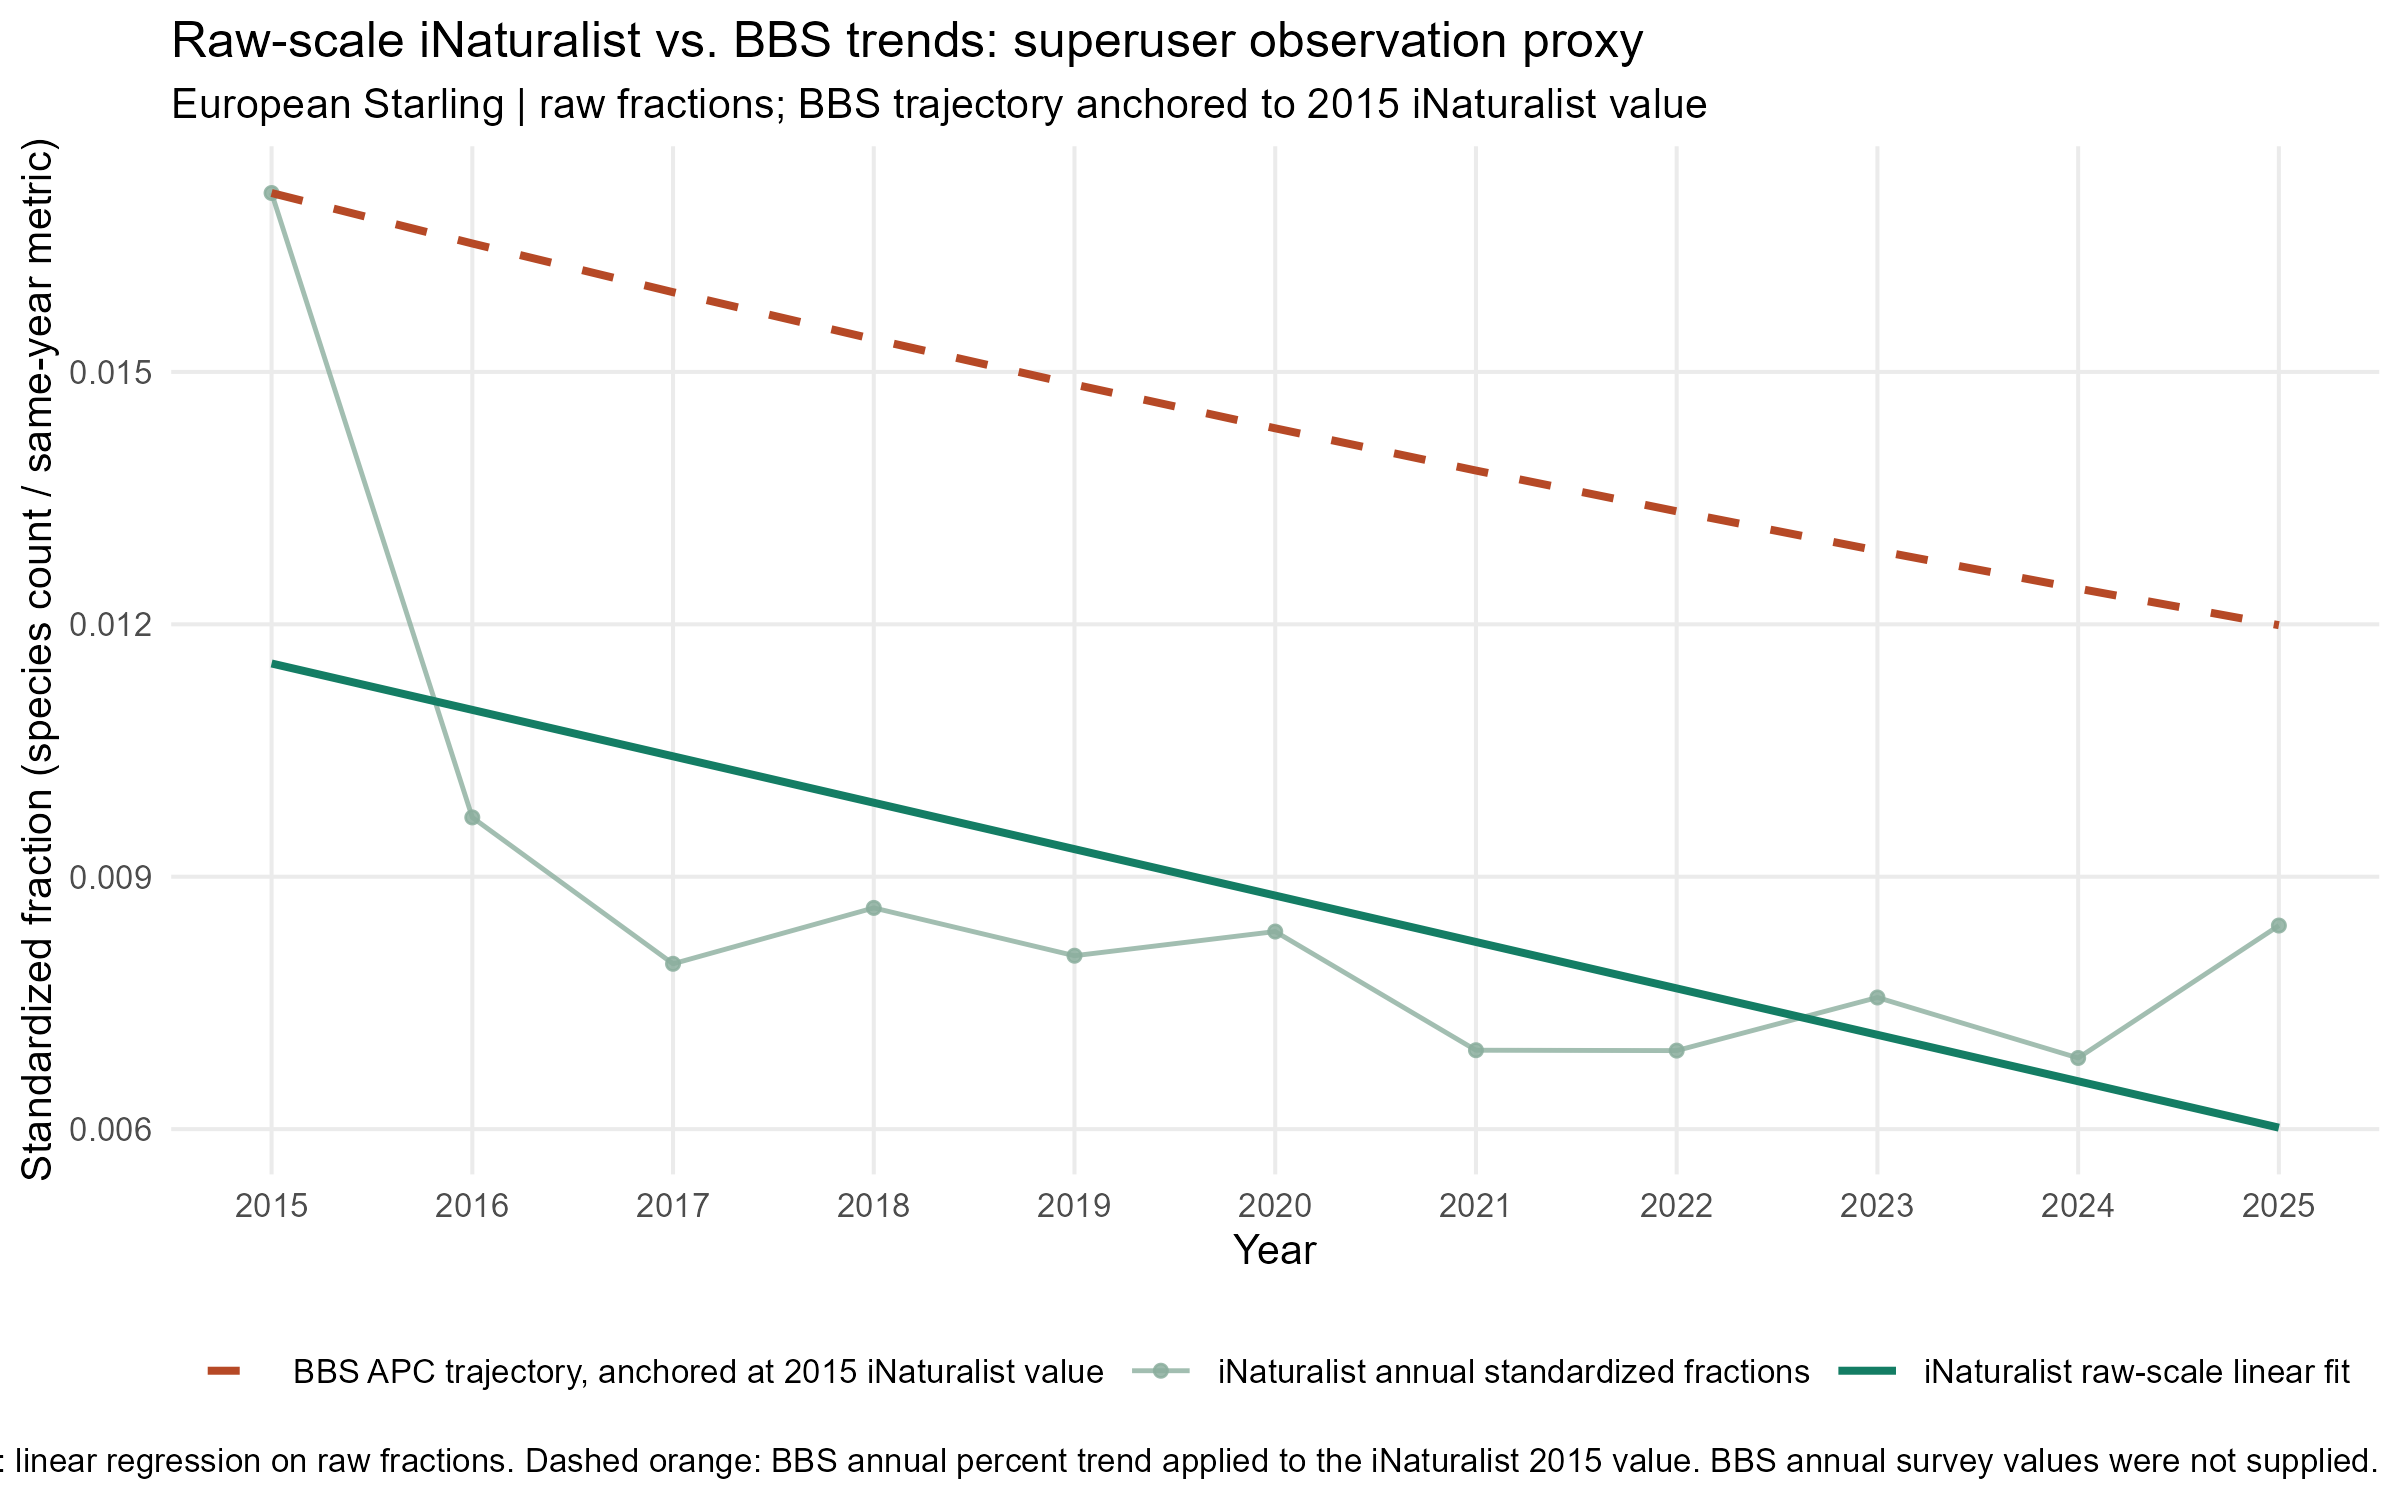 Raw-scale iNaturalist vs. BBS trends: superuser observation proxy
European Starling | raw fractions; BBS trajectory anchored to 2015 iNaturalist value
Standardized fraction (species count / same-year metric)
0.015
0.012
0.009
0.006
2015 2016 2017 2018 2019 2020 2021 2022 2023 2024 2025
Year
BBS APC trajectory, anchored at 2015 iNaturalist value iNaturalist annual standardized fractions iNaturalist raw-scale linear fit
: linear regression on raw fractions. Dashed orange: BBS annual percent trend applied to the iNaturalist 2015 value. BBS annual survey values were not supplied.